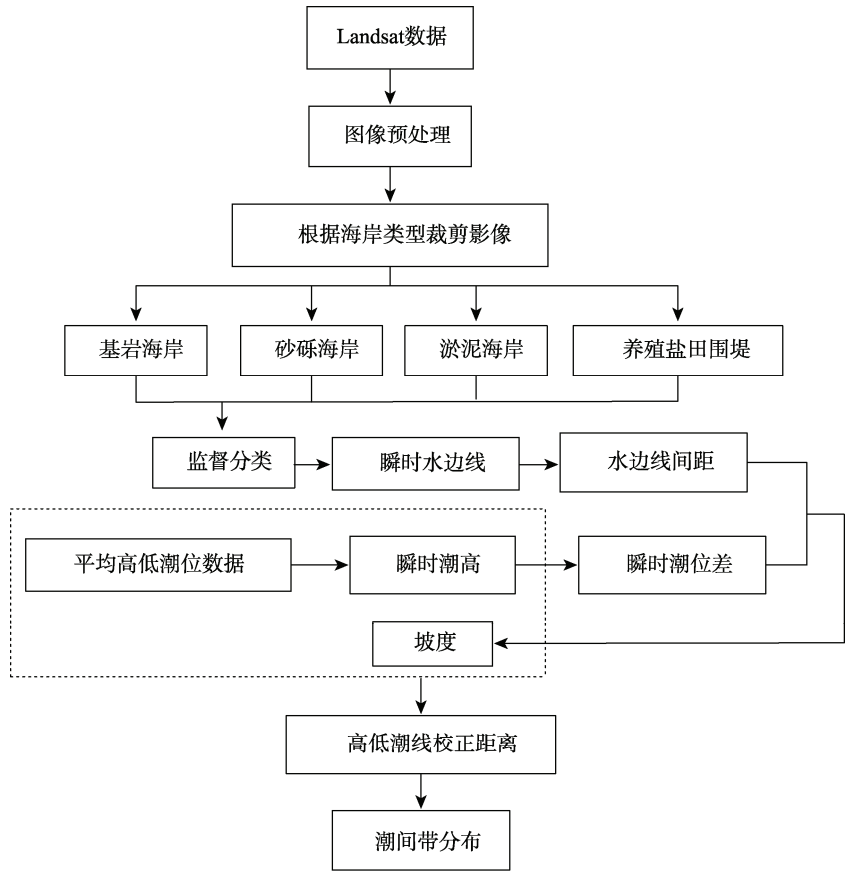 Landsat数据
图像预处理
根据海岸类型裁剪影像
基岩海岸
砂砾海岸
淤泥海岸
养殖盐田围堤
监督分类
瞬时水边线
水边线间距
平均高低潮位数据
瞬时潮高
瞬时潮位差
坡度
高低潮线校正距离
潮间带分布